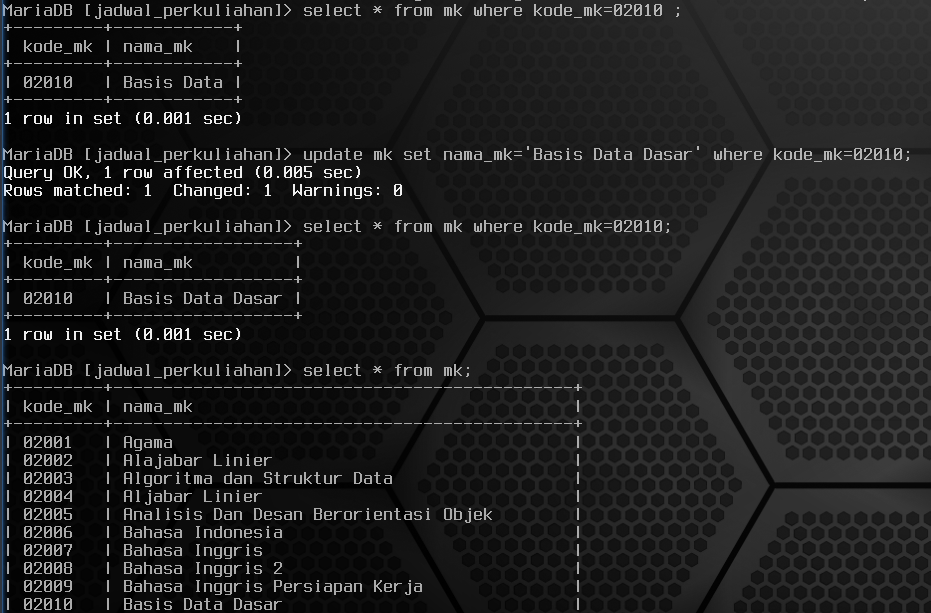 MariaDB [jadwal_perkuliahan]> select * from mk where kode_mk=02010 ;
+---------+------------+
| kode_mk | nama_mk    |
+---------+------------+
| 02010   | Basis Data |
+---------+------------+
1 row in set (0.001 sec)
MariaDB [jadwal_perkuliahan]> update mk set nama_mk='Basis Data Dasar' where kode_mk=02010;
Query OK, 1 row affected (0.005 sec)
Rows matched: 1  Changed: 1  Warnings: 0
MariaDB [jadwal_perkuliahan]> select * from mk where kode_mk=02010;
+---------+------------------+
| kode_mk | nama_mk          |
+---------+------------------+
| 02010   | Basis Data Dasar |
+---------+------------------+
1 row in set (0.001 sec)
MariaDB [jadwal_perkuliahan]> select * from mk;
+---------+----------------------------------------------+
| kode_mk | nama_mk                                      |
+---------+----------------------------------------------+
| 02001   | Agama                                        |
| 02002   | Alajabar Linier                              |
| 02003   | Algoritma dan Struktur Data                  |
| 02004   | Aljabar Linier                               |
| 02005   | Analisis Dan Desan Berorientasi Objek        |
| 02006   | Bahasa Indonesia                             |
| 02007   | Bahasa Inggris                               |
| 02008   | Bahasa Inggris 2                             |
| 02009   | Bahasa Inggris Persiapan Kerja               |
| 02010   | Basis Data Dasar                             |